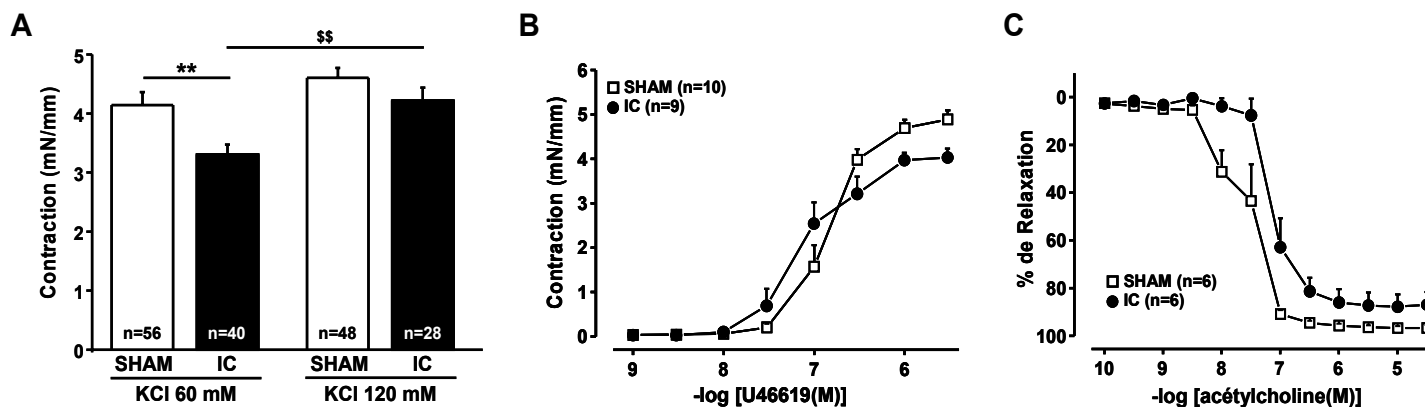 A
Contraction (mN/mm)
5
4
3
2
1
0
**
$$
n=56
n=40
n=48
n=28
SHAM
IC
SHAM
IC
KCl 60 mM
KCl 120 mM
B
Contraction (mN/mm)
6
5
4
3
2
1
0
SHAM (n=10)
IC (n=9)
9
8
7
6
-log [U46619(M)]
C
% de Relaxation
0
20
40
60
80
100
SHAM (n=6)
IC (n=6)
10
9
8
7
6
5
-log [acétylcholine(M)]